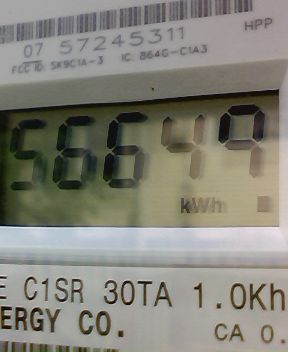 HPP
07 57245311
FCC ID: SK9C1A-3 IC: 864G-C1A3
56649
kWh
E C1SR 30TA 1.0Kh
ERGY CO.
CA 0.